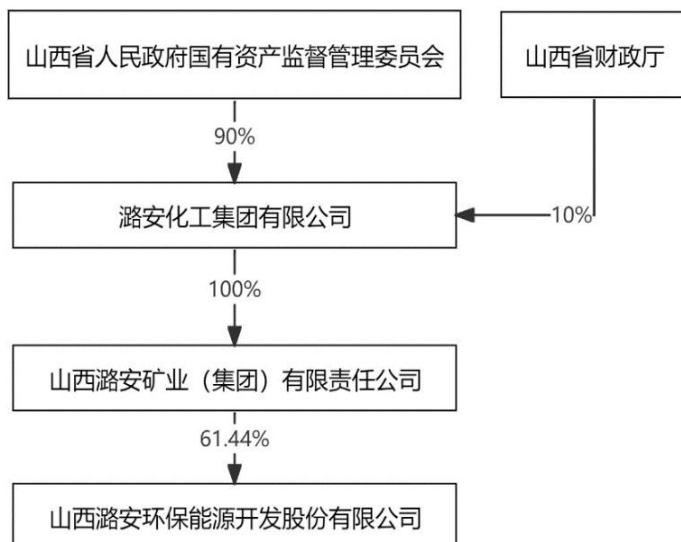 山西省人民政府国有资产监督管理委员会
山西省财政厅
90%
潞安化工集团有限公司
10%
100%
山西潞安矿业（集团）有限责任公司
61.44%
山西潞安环保能源开发股份有限公司